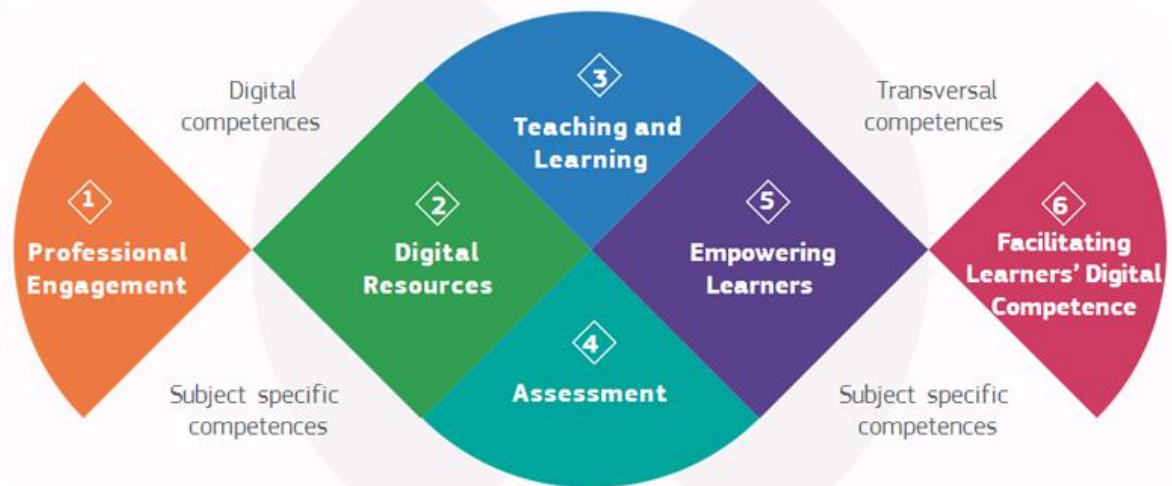 Digital
competences
Transversal
competences
1
Professional
Engagement
2
Digital
Resources
3
Teaching and
Learning
4
Assessment
5
Empowering
Learners
6
Facilitating
Learners’ Digital
Competence
Subject specific
competences
Subject specific
competences